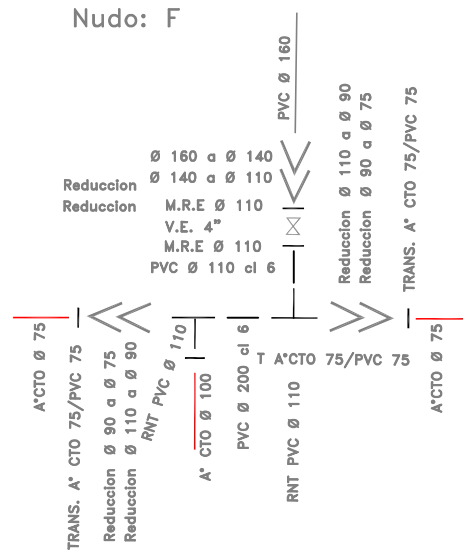 Nudo: F
PVC Ø 160
Ø 160 a Ø 140
Reduccion
Ø 140 a Ø 110
Reduccion
M.R.E Ø 110
V.E. 4"
M.R.E Ø 110
PVC Ø 110 cl 6
Reduccion Ø 110 a Ø 90
Reduccion Ø 90 a Ø 75
TRANS. A° CTO 75/PVC 75
A°CTO Ø 75
TRANS. A° CTO 75/PVC 75
Reduccion Ø 90 a Ø 75
Reduccion Ø 110 a Ø 90
RNT PVC Ø 110
A° CTO Ø 100
PVC Ø 200 cl 6
T A°CTO 75/PVC 75
RNT PVC Ø 110
A°CTO Ø 75